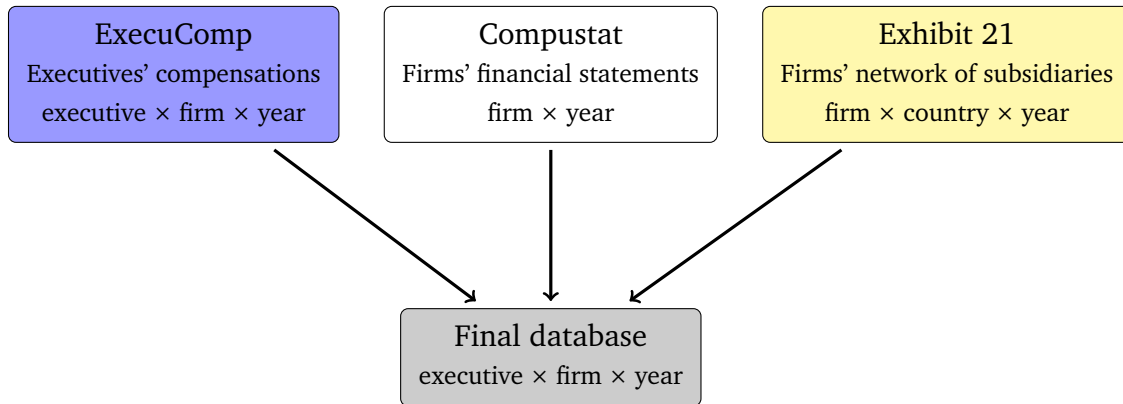 ExecuComp
Executives’ compensations
executive × firm × year
Compustat
Firms’ financial statements
firm × year
Exhibit 21
Firms’ network of subsidiaries
firm × country × year
Final database
executive × firm × year